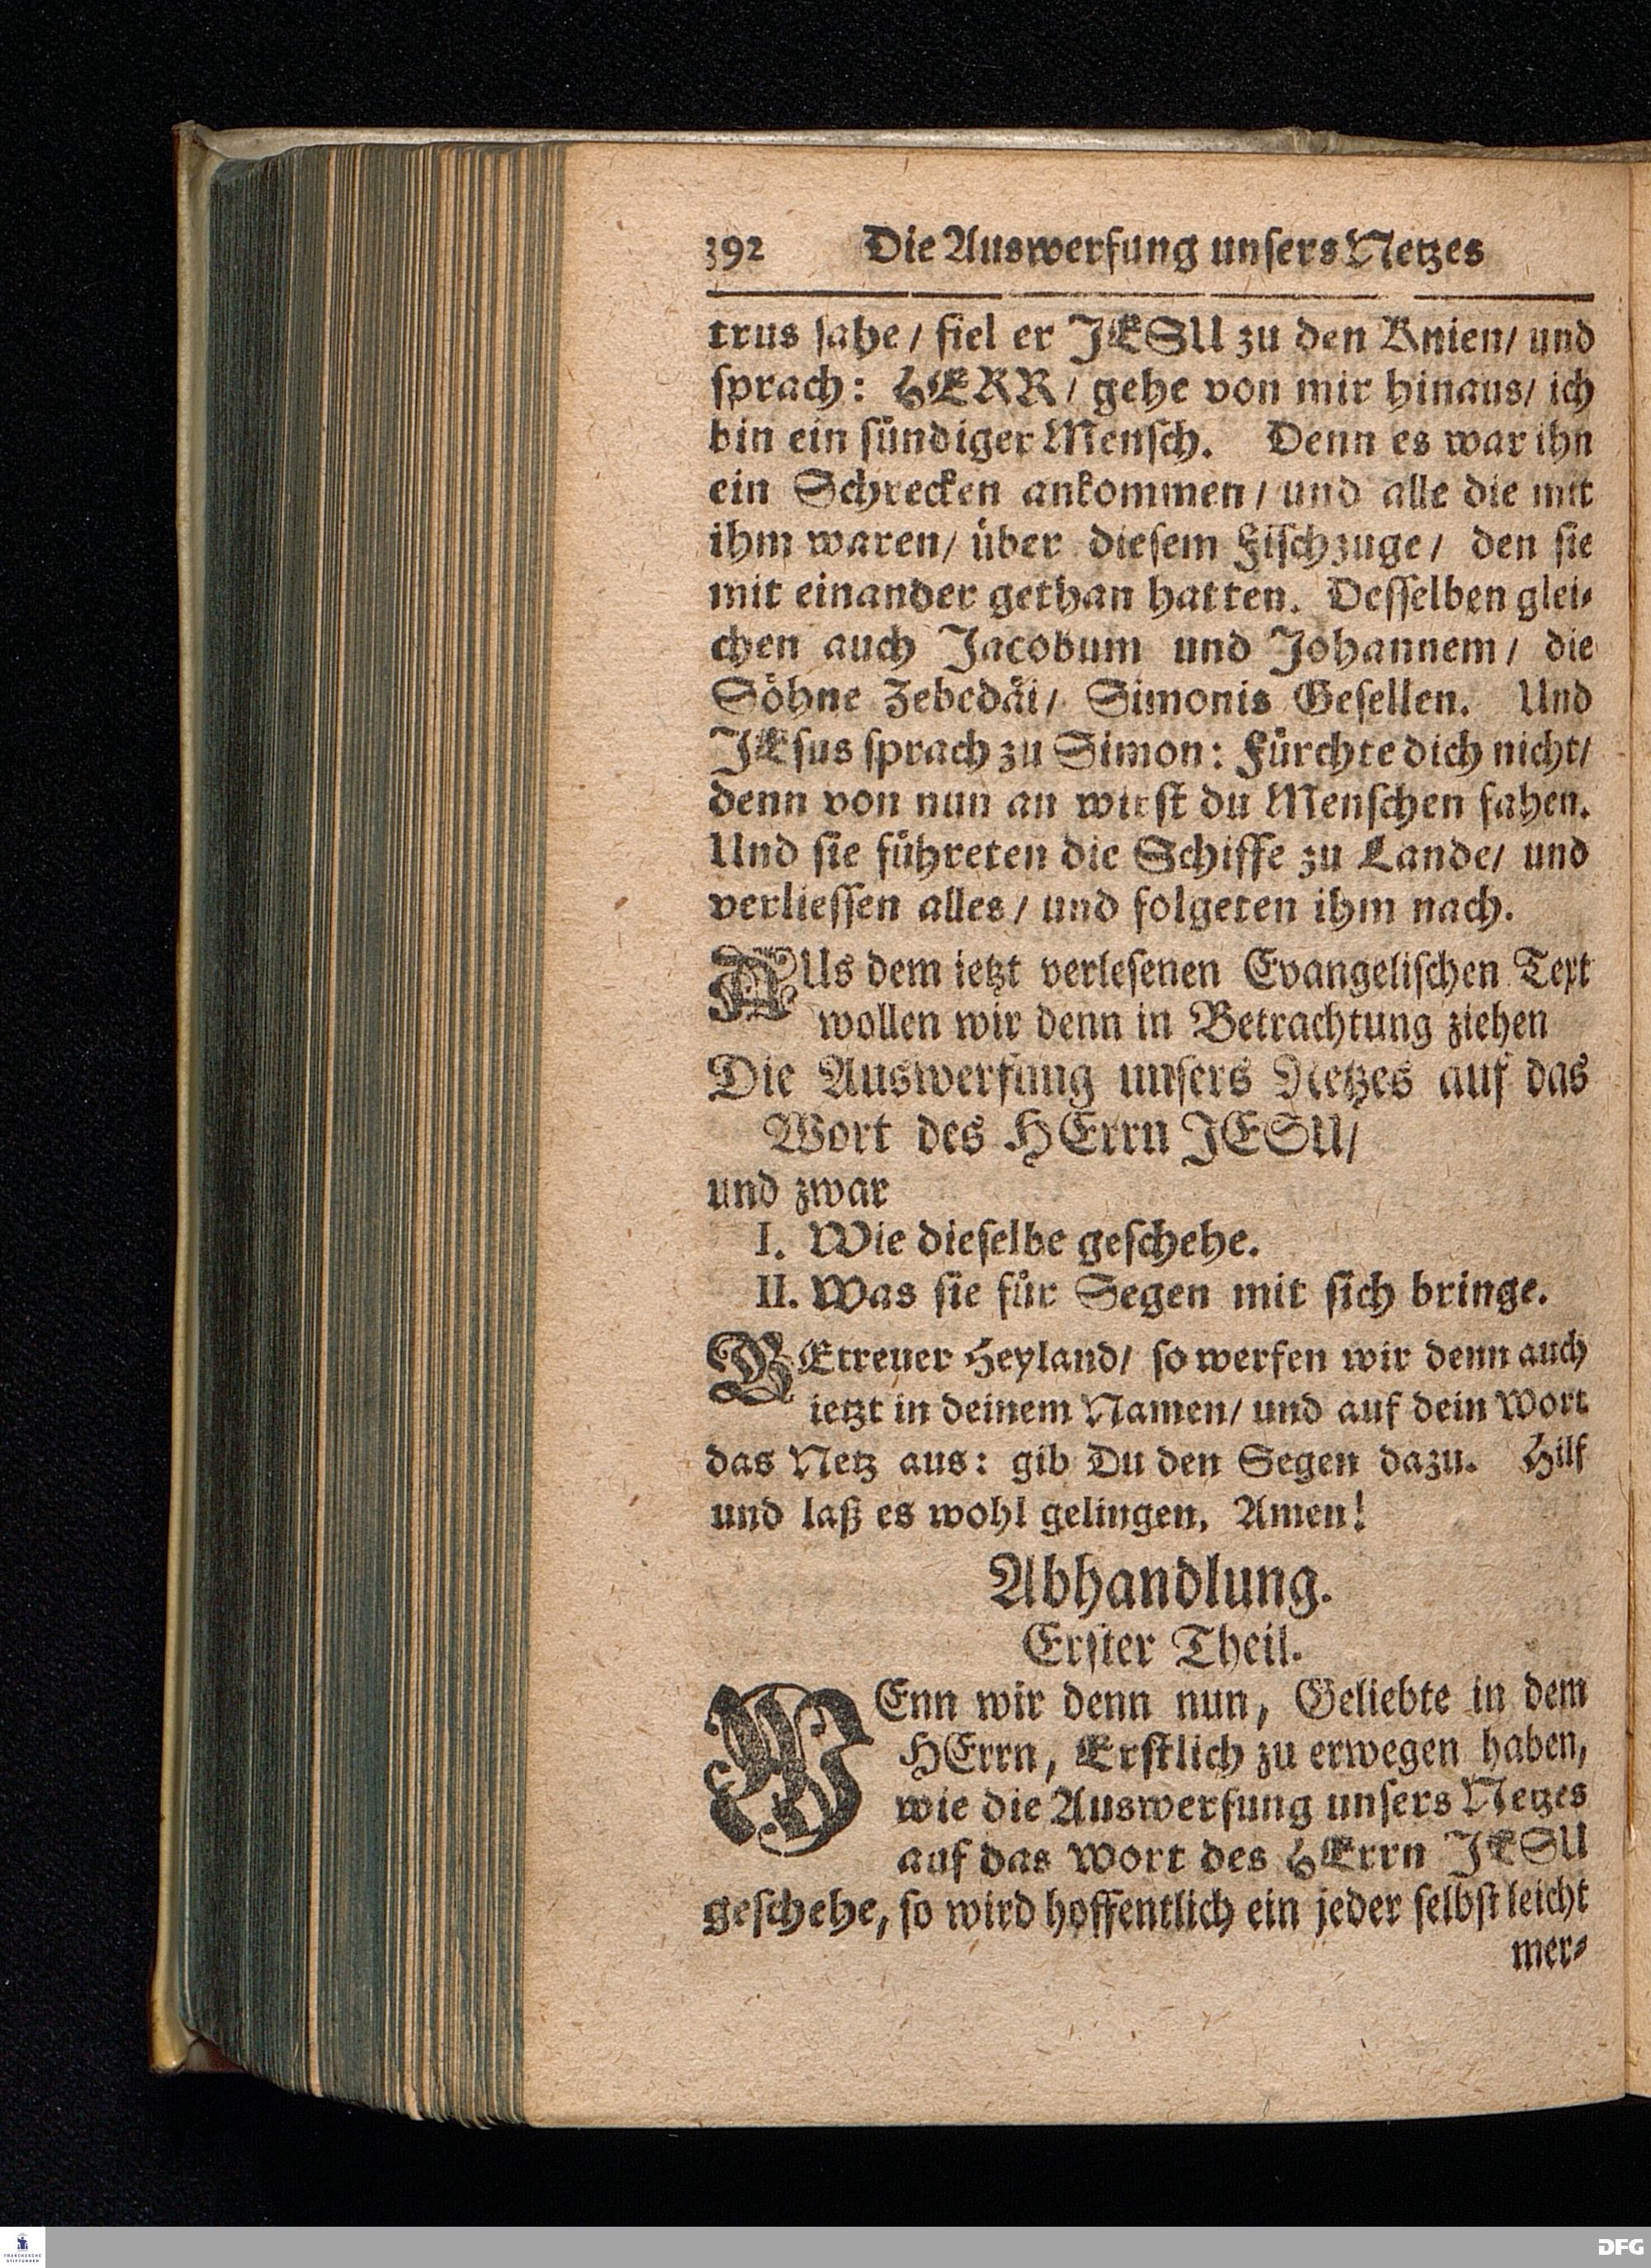 392 Die Auswerfung unsers Netzes
trus sahe / fiel er JESU zu den Knien / und
sprach: HERR / gehe von mir hinaus / ich
bin ein sündiger Mensch. Denn es war ihn
ein Schrecken ankommen / und alle die mit
ihm waren / über diesem Fischzuge / den sie
mit einander gethan hatten. Desselben glei-
chen auch Jacobum und Johannem / die
Söhne Zebedäi / Simonis Gesellen. Und
JEsus sprach zu Simon: Fürchte dich nicht /
denn von nun an wirst du Menschen fahen.
Und sie führeten die Schiffe zu Lande / und
verliessen alles / und folgeten ihm nach.
AUs dem ietzt verlesenen Evangelischen Text
wollen wir denn in Betrachtung ziehen
Die Auswerfung unsers Netzes auf das
Wort des HErrn JESU /
und zwar
I. Wie dieselbe geschehe.
II. Was sie für Segen mit sich bringe.
GEtreuer Heyland / so werfen wir denn auch
ietzt in deinem Namen / und auf dein Wort
das Netz aus: gib Du den Segen dazu. Hilf
und laß es wohl gelingen, Amen!
Abhandlung.
Erster Theil.
WEnn wir denn nun, Geliebte in dem
HErrn, Erstlich zu erwegen haben,
wie die Auswerfung unsers Netzes
auf das Wort des HErrn JESU
geschehe, so wird hoffentlich ein jeder selbst leicht
mer-
FRANCKESCHE
STIFTUNGEN
DFG